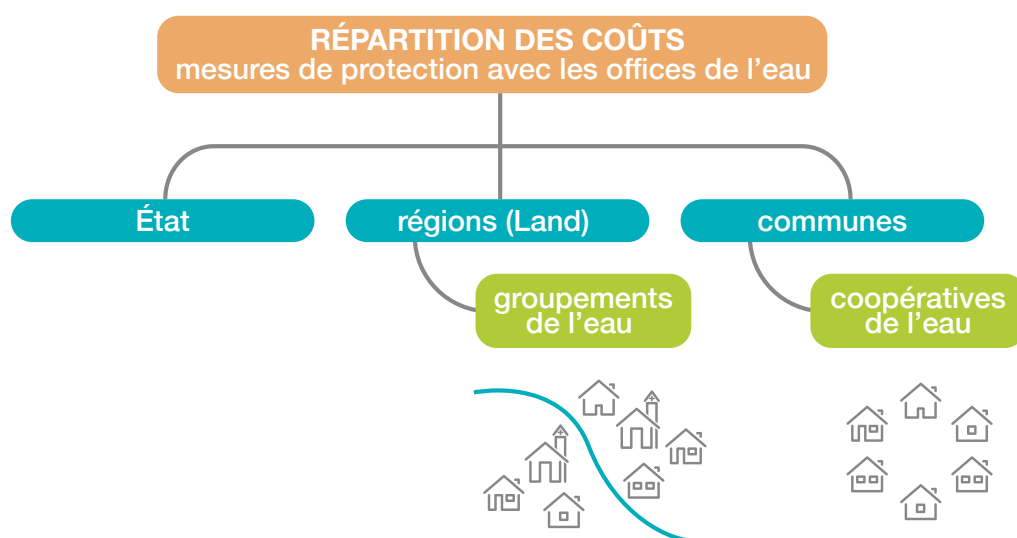 RÉPARTITION DES COÛTS
mesures de protection avec les offices de l’eau
État
régions (Land)
communes
groupements
de l’eau
coopératives
de l’eau